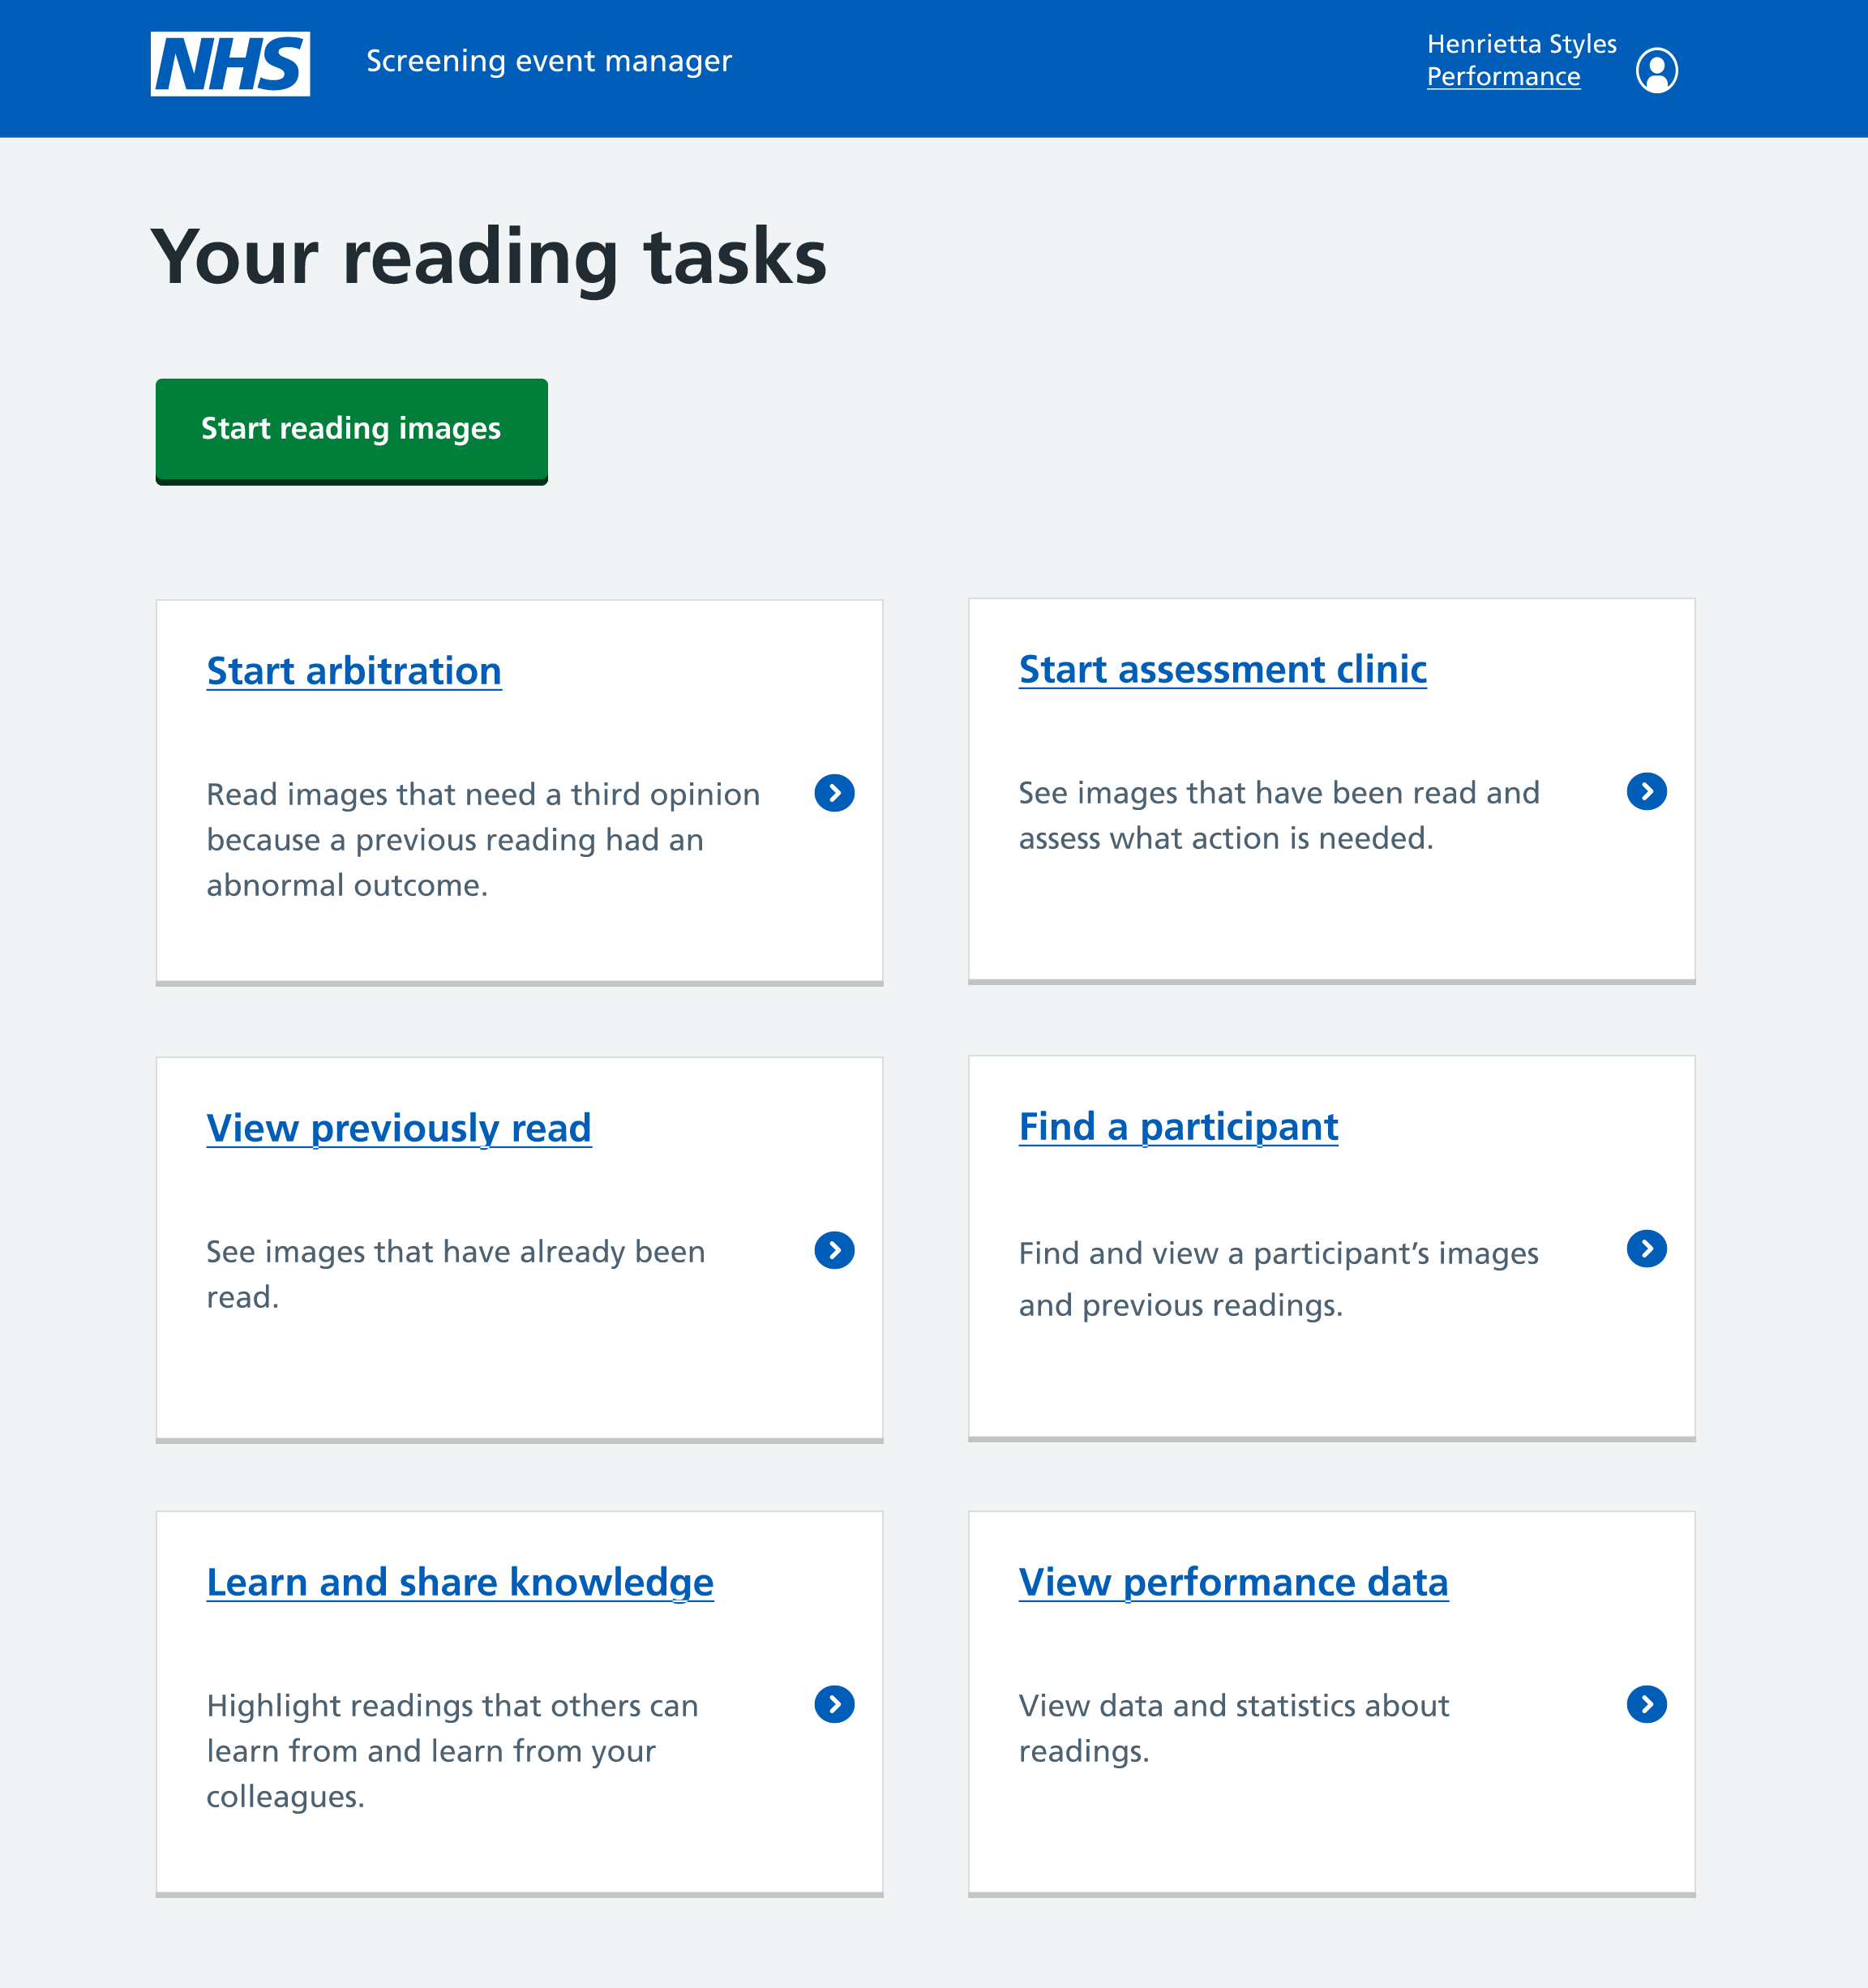 NHS
Screening event manager
Henrietta Styles
Performance
Your reading tasks
Start reading images
Start arbitration
Read images that need a third opinion
because a previous reading had an
abnormal outcome.
Start assessment clinic
See images that have been read and
assess what action is needed.
View previously read
See images that have already been
read.
Find a participant
Find and view a participant’s images
and previous readings.
Learn and share knowledge
Highlight readings that others can
learn from and learn from your
colleagues.
View performance data
View data and statistics about
readings.